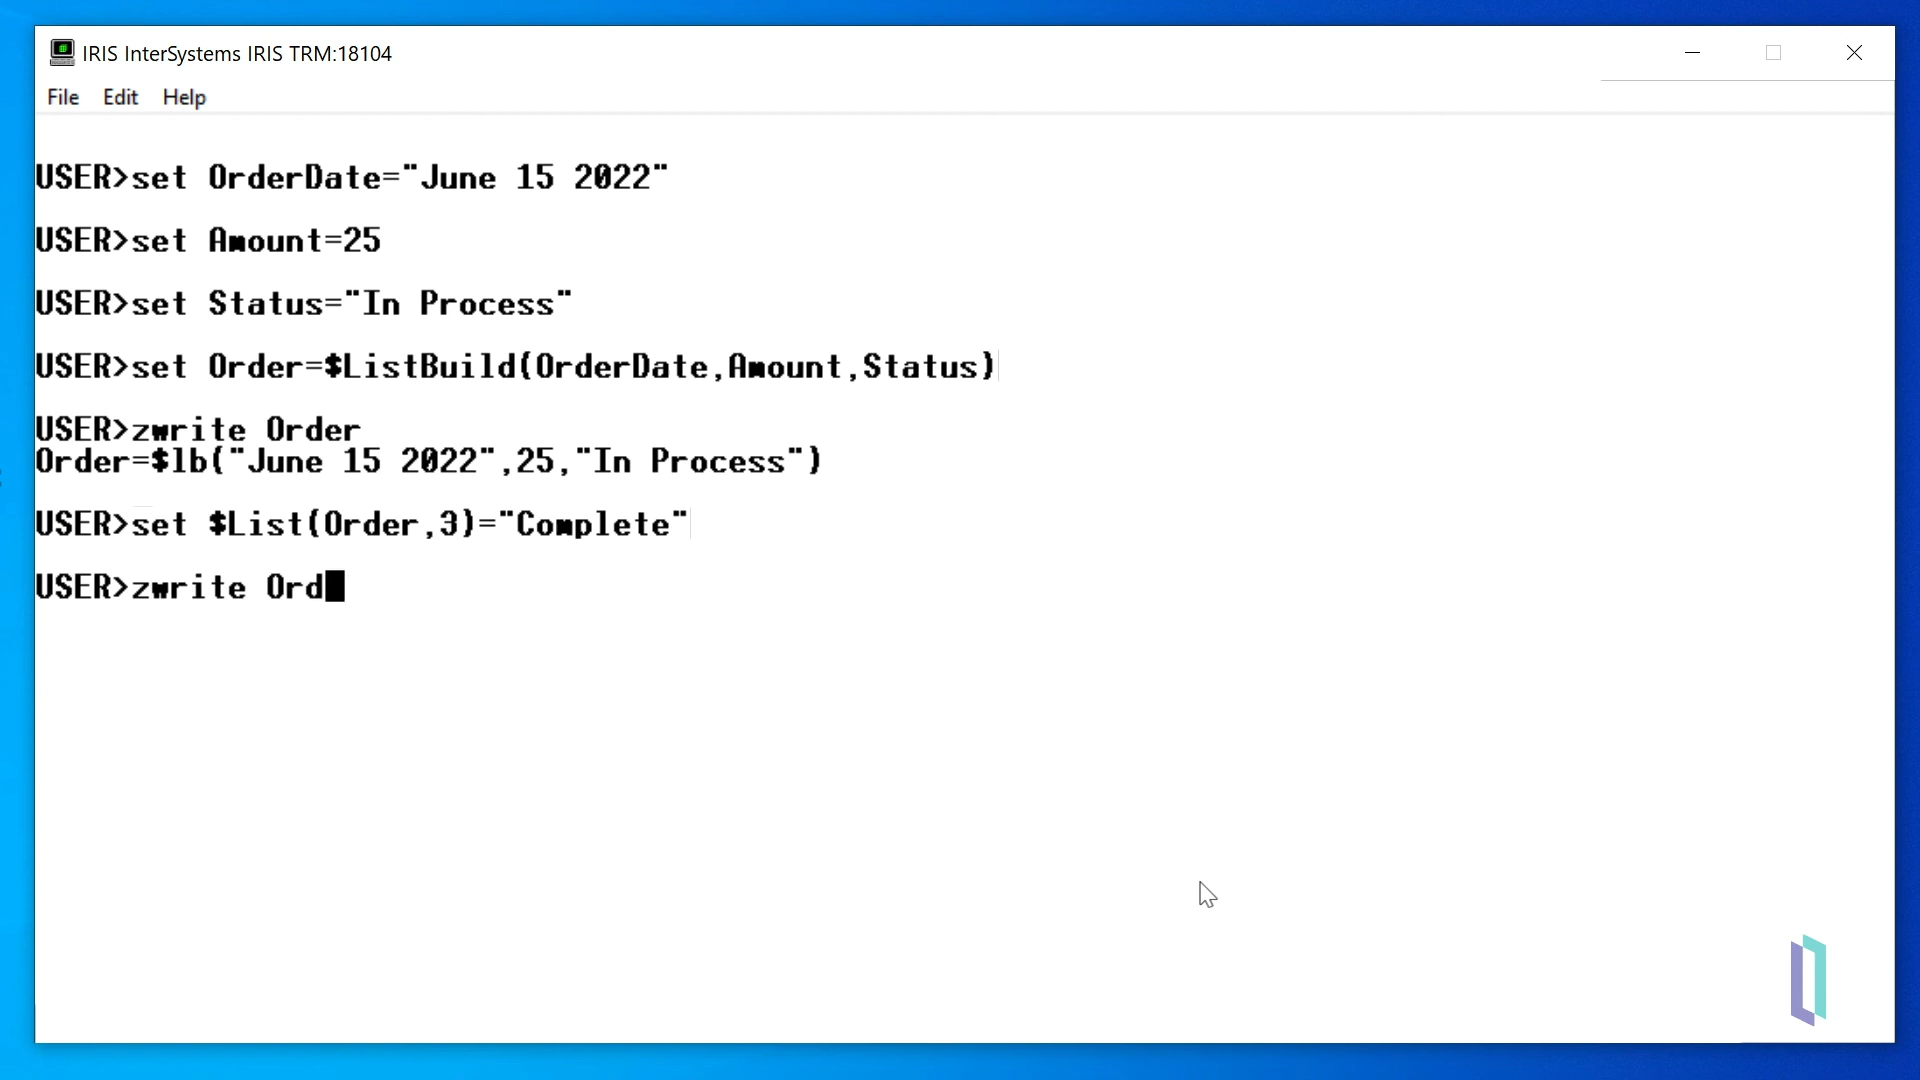 IRIS InterSystems IRIS TRM:18104
File Edit Help
USER>set OrderDate="June 15 2022"
USER>set Amount=25
USER>set Status="In Process"
USER>set Order=$ListBuild(OrderDate,Amount,Status)
USER>zwrite Order
Order=$lb("June 15 2022",25,"In Process")
USER>set $List(Order,3)="Complete"
USER>zwrite Ord